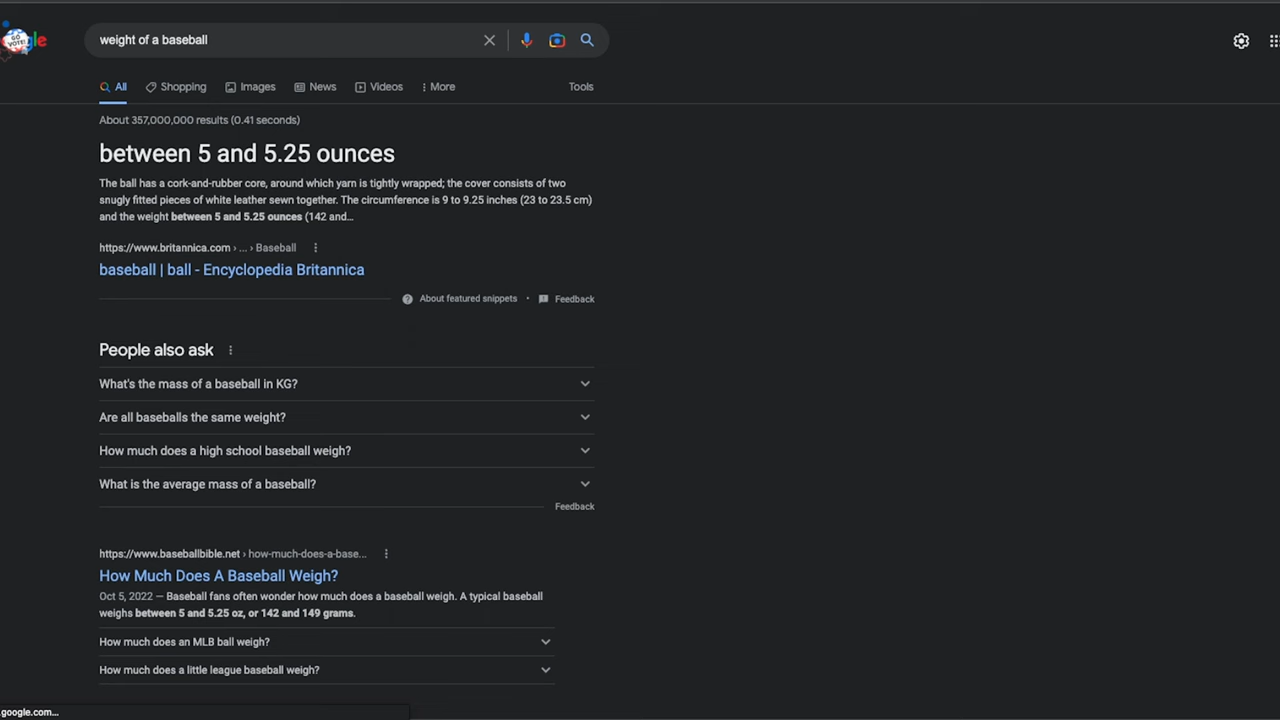 GO VOTE! gle
weight of a baseball
All Shopping Images News Videos More Tools
About 357,000,000 results (0.41 seconds)
between 5 and 5.25 ounces
The ball has a cork-and-rubber core, around which yarn is tightly wrapped; the cover consists of two
snugly fitted pieces of white leather sewn together. The circumference is 9 to 9.25 inches (23 to 23.5 cm)
and the weight between 5 and 5.25 ounces (142 and...
https://www.britannica.com › ... › Baseball
baseball | ball - Encyclopedia Britannica
About featured snippets • Feedback
People also ask
What's the mass of a baseball in KG?
Are all baseballs the same weight?
How much does a high school baseball weigh?
What is the average mass of a baseball?
Feedback
https://www.baseballbible.net › how-much-does-a-base...
How Much Does A Baseball Weigh?
Oct 5, 2022 — Baseball fans often wonder how much does a baseball weigh. A typical baseball
weighs between 5 and 5.25 oz, or 142 and 149 grams.
How much does an MLB ball weigh?
How much does a little league baseball weigh?
.google.com...